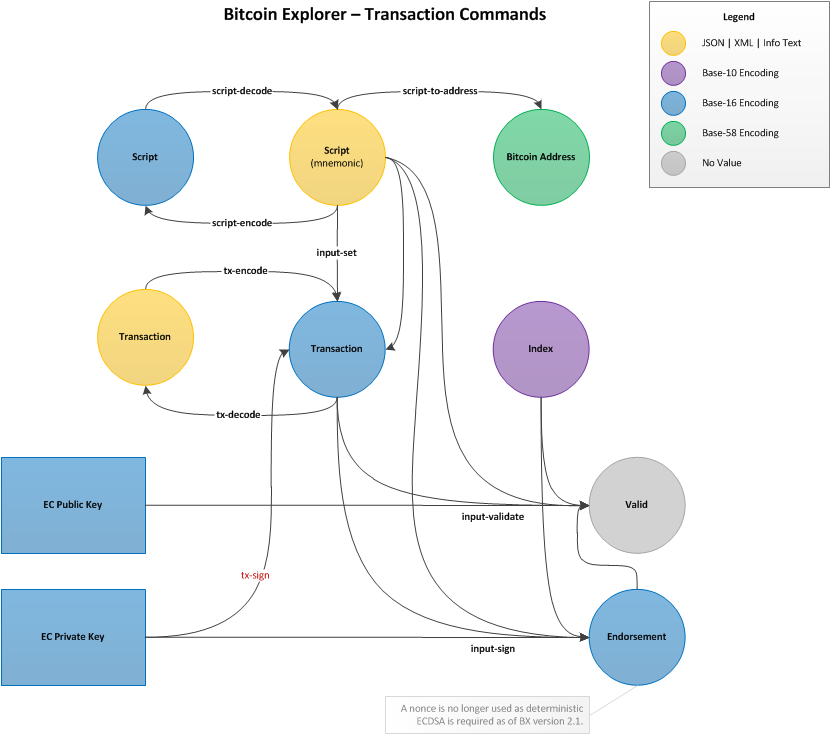 Bitcoin Explorer – Transaction Commands
Legend
JSON | XML | Info Text
Base-10 Encoding
Base-16 Encoding
Base-58 Encoding
No Value
script-decode
script-to-address
Script
Script
(mnemonic)
Bitcoin Address
script-encode
input-set
tx-encode
Transaction
Transaction
Index
tx-decode
EC Public Key
Valid
input-validate
tx-sign
EC Private Key
Endorsement
input-sign
A nonce is no longer used as deterministic
ECDSA is required as of BX version 2.1.